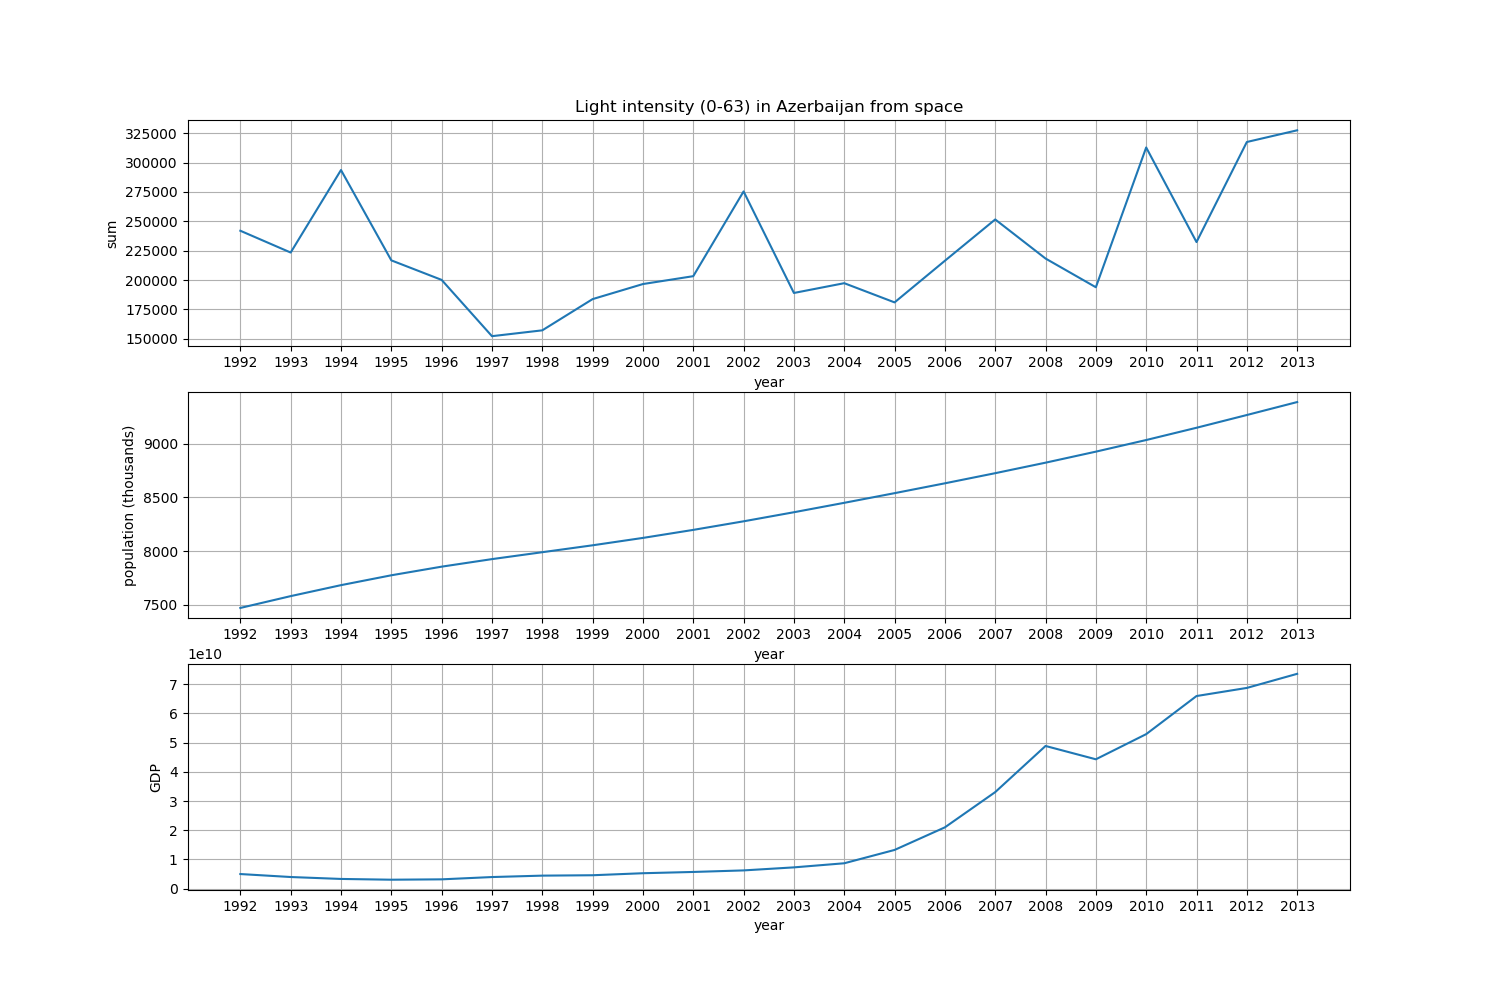 Light intensity (0-63) in Azerbaijan from space
325000
300000
275000
250000
225000
200000
175000
150000
sum
1992 1993 1994 1995 1996 1997 1998 1999 2000 2001 2002 2003 2004 2005 2006 2007 2008 2009 2010 2011 2012 2013
year
9000
8500
8000
7500
population (thousands)
1992 1993 1994 1995 1996 1997 1998 1999 2000 2001 2002 2003 2004 2005 2006 2007 2008 2009 2010 2011 2012 2013
year
1e10
7
6
5
4
3
2
1
0
GDP
1992 1993 1994 1995 1996 1997 1998 1999 2000 2001 2002 2003 2004 2005 2006 2007 2008 2009 2010 2011 2012 2013
year